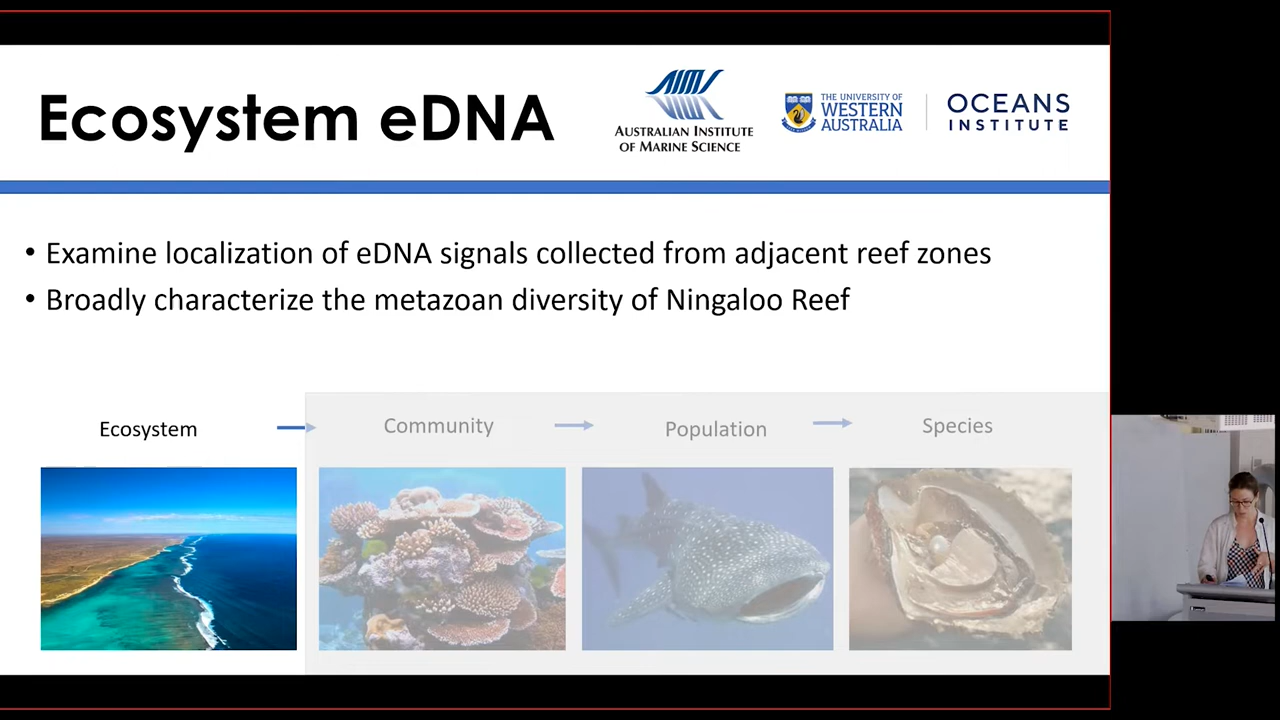 Ecosystem eDNA
AIMS
AUSTRALIAN INSTITUTE
OF MARINE SCIENCE
THE UNIVERSITY OF
WESTERN
AUSTRALIA
OCEANS
INSTITUTE
• Examine localization of eDNA signals collected from adjacent reef zones
• Broadly characterize the metazoan diversity of Ningaloo Reef
Ecosystem
Community
Population
Species